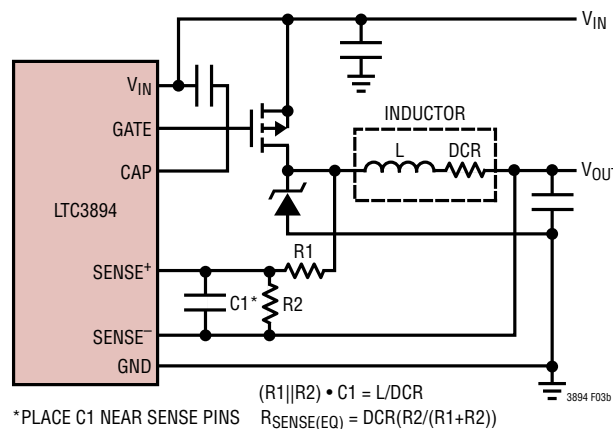 V_IN
V_IN
GATE
CAP
LTC3894
INDUCTOR
L
DCR
V_OUT
R1
SENSE+
C1*
R2
SENSE–
GND
(R1||R2) • C1 = L/DCR
*PLACE C1 NEAR SENSE PINS
R_SENSE(EQ) = DCR(R2/(R1+R2))
3894 F03b